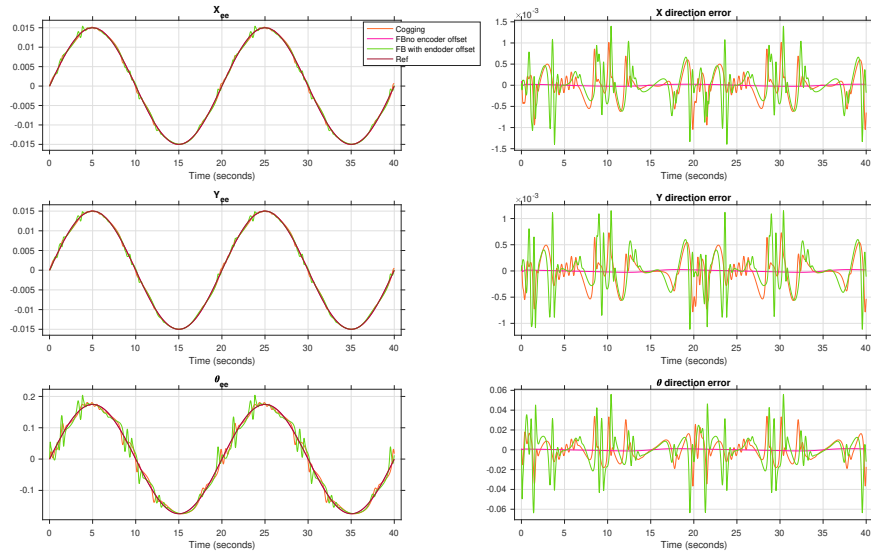 X_ee
0.015
0.01
0.005
0
-0.005
-0.01
-0.015
0 5 10 15 20 25 30 35 40
Time (seconds)
Cogging
FBno encoder offset
FB with endoder offset
Ref
X direction error
×10^-3
1
0.5
0
-0.5
-1
-1.5
0 5 10 15 20 25 30 35 40
Time (seconds)
Y_ee
0.015
0.01
0.005
0
-0.005
-0.01
-0.015
0 5 10 15 20 25 30 35 40
Time (seconds)
Y direction error
×10^-3
1
0.5
0
-0.5
-1
0 5 10 15 20 25 30 35 40
Time (seconds)
θ_ee
0.2
0.1
0
-0.1
0 5 10 15 20 25 30 35 40
Time (seconds)
θ direction error
0.06
0.04
0.02
0
-0.02
-0.04
-0.06
0 5 10 15 20 25 30 35 40
Time (seconds)